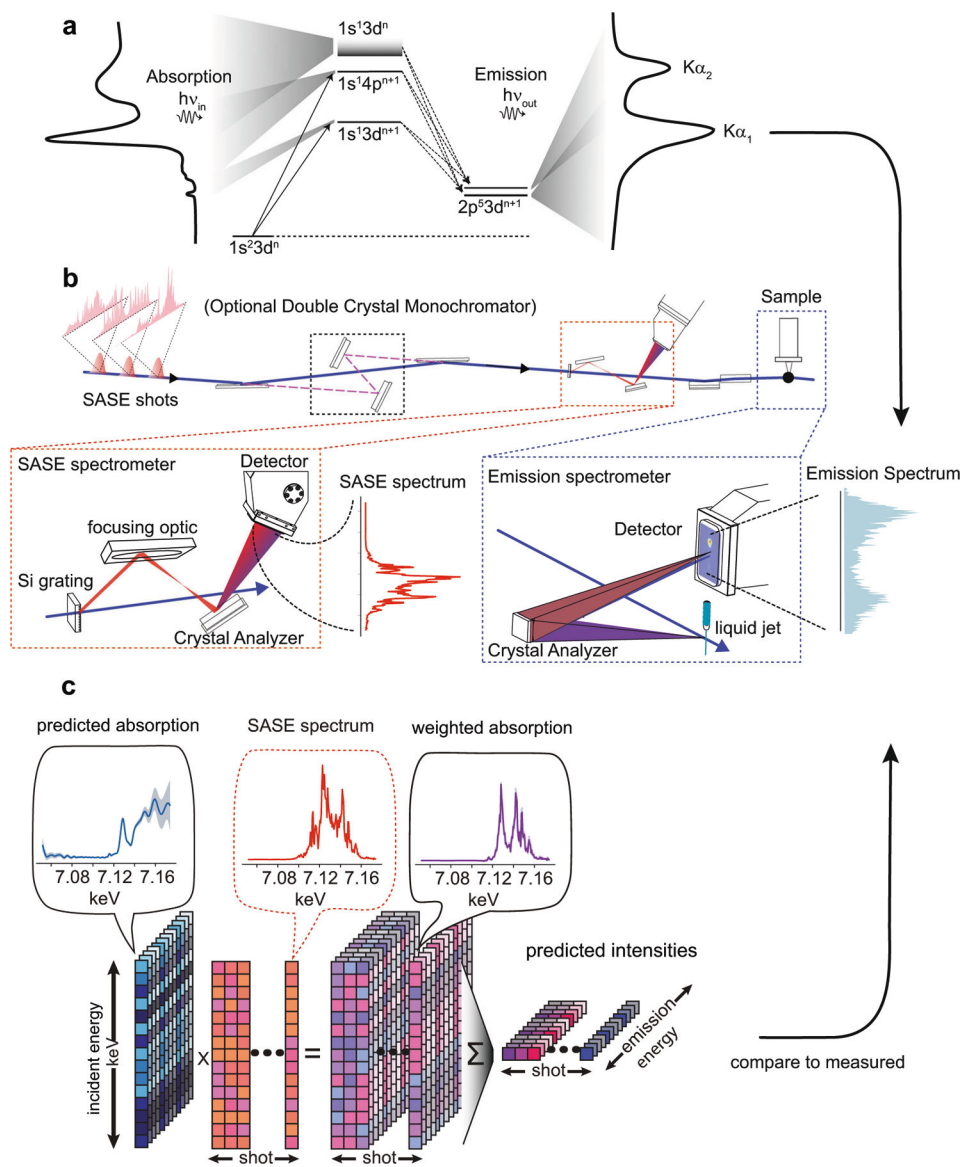 a
1s¹3dⁿ
Absorption
hν_in
1s¹4pⁿ⁺¹
1s¹3dⁿ⁺¹
Emission
hν_out
Kα₂
Kα₁
2p⁵3dⁿ⁺¹
1s²3dⁿ
b
(Optional Double Crystal Monochromator)
Sample
SASE shots
SASE spectrometer
Detector
focusing optic
Si grating
Crystal Analyzer
SASE spectrum
Emission spectrometer
Detector
liquid jet
Crystal Analyzer
Emission Spectrum
c
predicted absorption
SASE spectrum
weighted absorption
7.08 7.12 7.16
keV
7.08 7.12 7.16
keV
7.08 7.12 7.16
keV
incident energy
keV
x
=
Σ
predicted intensities
shot
shot
shot
emission
energy
compare to measured